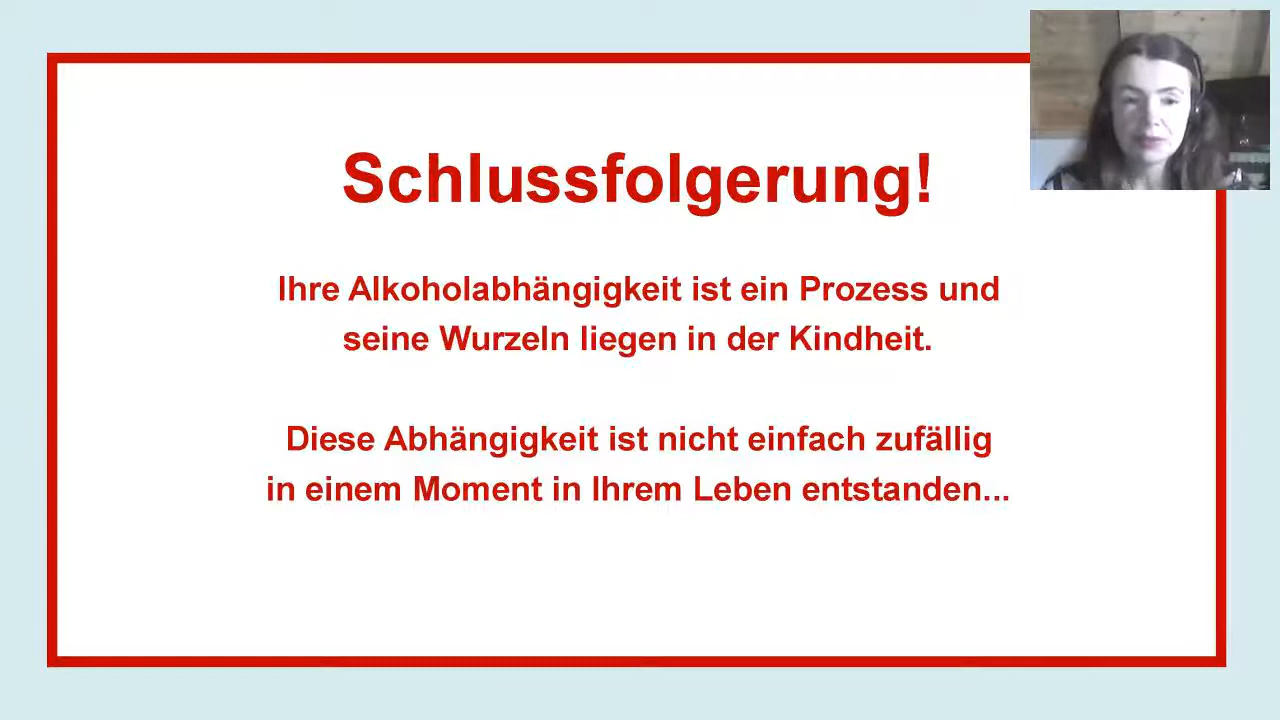 Schlussfolgerung!
Ihre Alkoholabhängigkeit ist ein Prozess und
seine Wurzeln liegen in der Kindheit.
Diese Abhängigkeit ist nicht einfach zufällig
in einem Moment in Ihrem Leben entstanden...